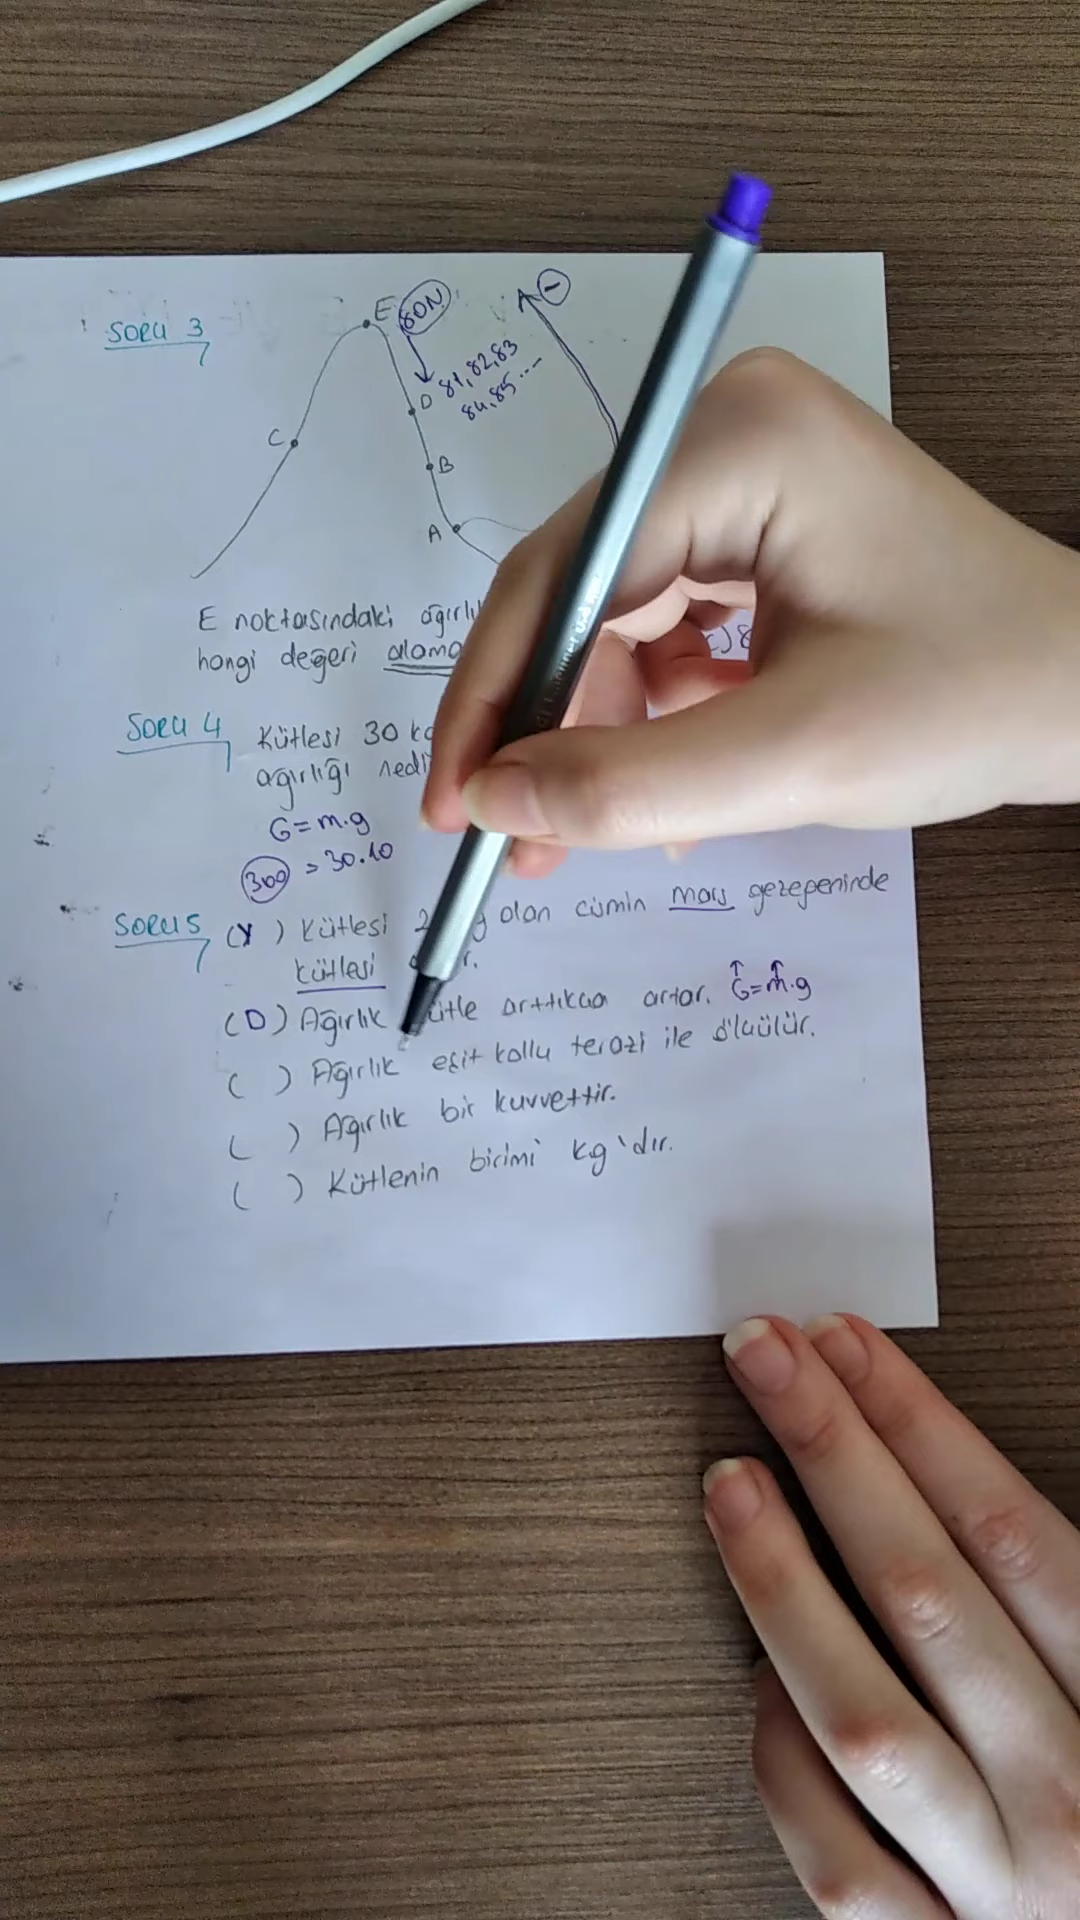 SORU 3
E 80N
81, 82, 83
84, 85 ....
D
C
B
A
-
E noktasındaki
hangi değeri
C) 8
SORU 4 Kütlesi 30
ağırlığı
G=m.g
300 = 30.10
SORU 5 (Y) Kütlesi olan cismin Mars gezegeninde
kütlesi
(D) Ağırlık kütle arttıkça artar. G=m.g
( ) Ağırlık eşit kollu terazi ile ölçülür.
( ) Ağırlık bir kuvvettir.
( ) Kütlenin birimi kg'dır.